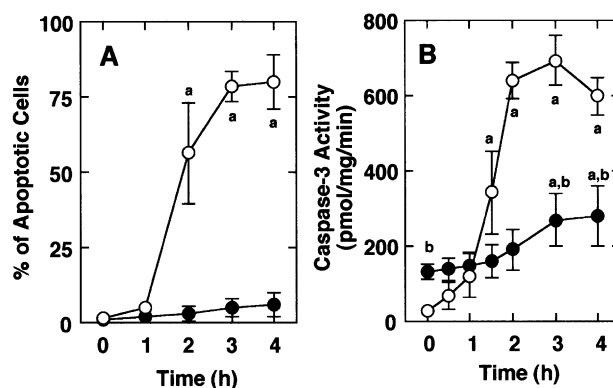 A
% of Apoptotic Cells
100
75
50
25
0
a
a
a
0 1 2 3 4
Time (h)
B
Caspase-3 Activity
(pmol/mg/min)
800
600
400
200
0
a
a
a
a
a,b
a,b
b
0 1 2 3 4
Time (h)